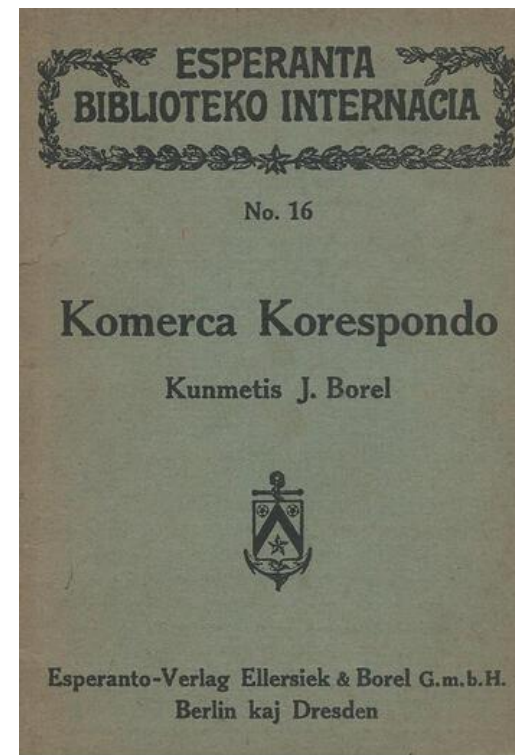 ESPERANTA
BIBLIOTEKO INTERNACIA
No. 16
Komerca Korespondo
Kunmetis J. Borel
Esperanto-Verlag Ellersiek & Borel G.m.b.H.
Berlin kaj Dresden